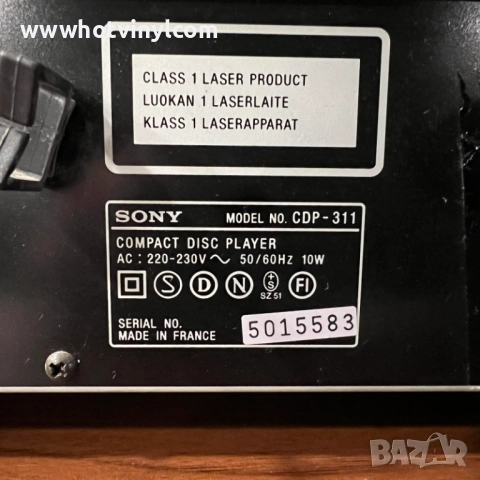 www.hotvinyl.com
CLASS 1 LASER PRODUCT
LUOKAN 1 LASERLAITE
KLASS 1 LASERAPPARAT
SONY MODEL NO. CDP-311
COMPACT DISC PLAYER
AC : 220-230V ~ 50/60Hz 10W
S D N +S SZ 51 FI
SERIAL NO. 5015583
MADE IN FRANCE
BAZAR